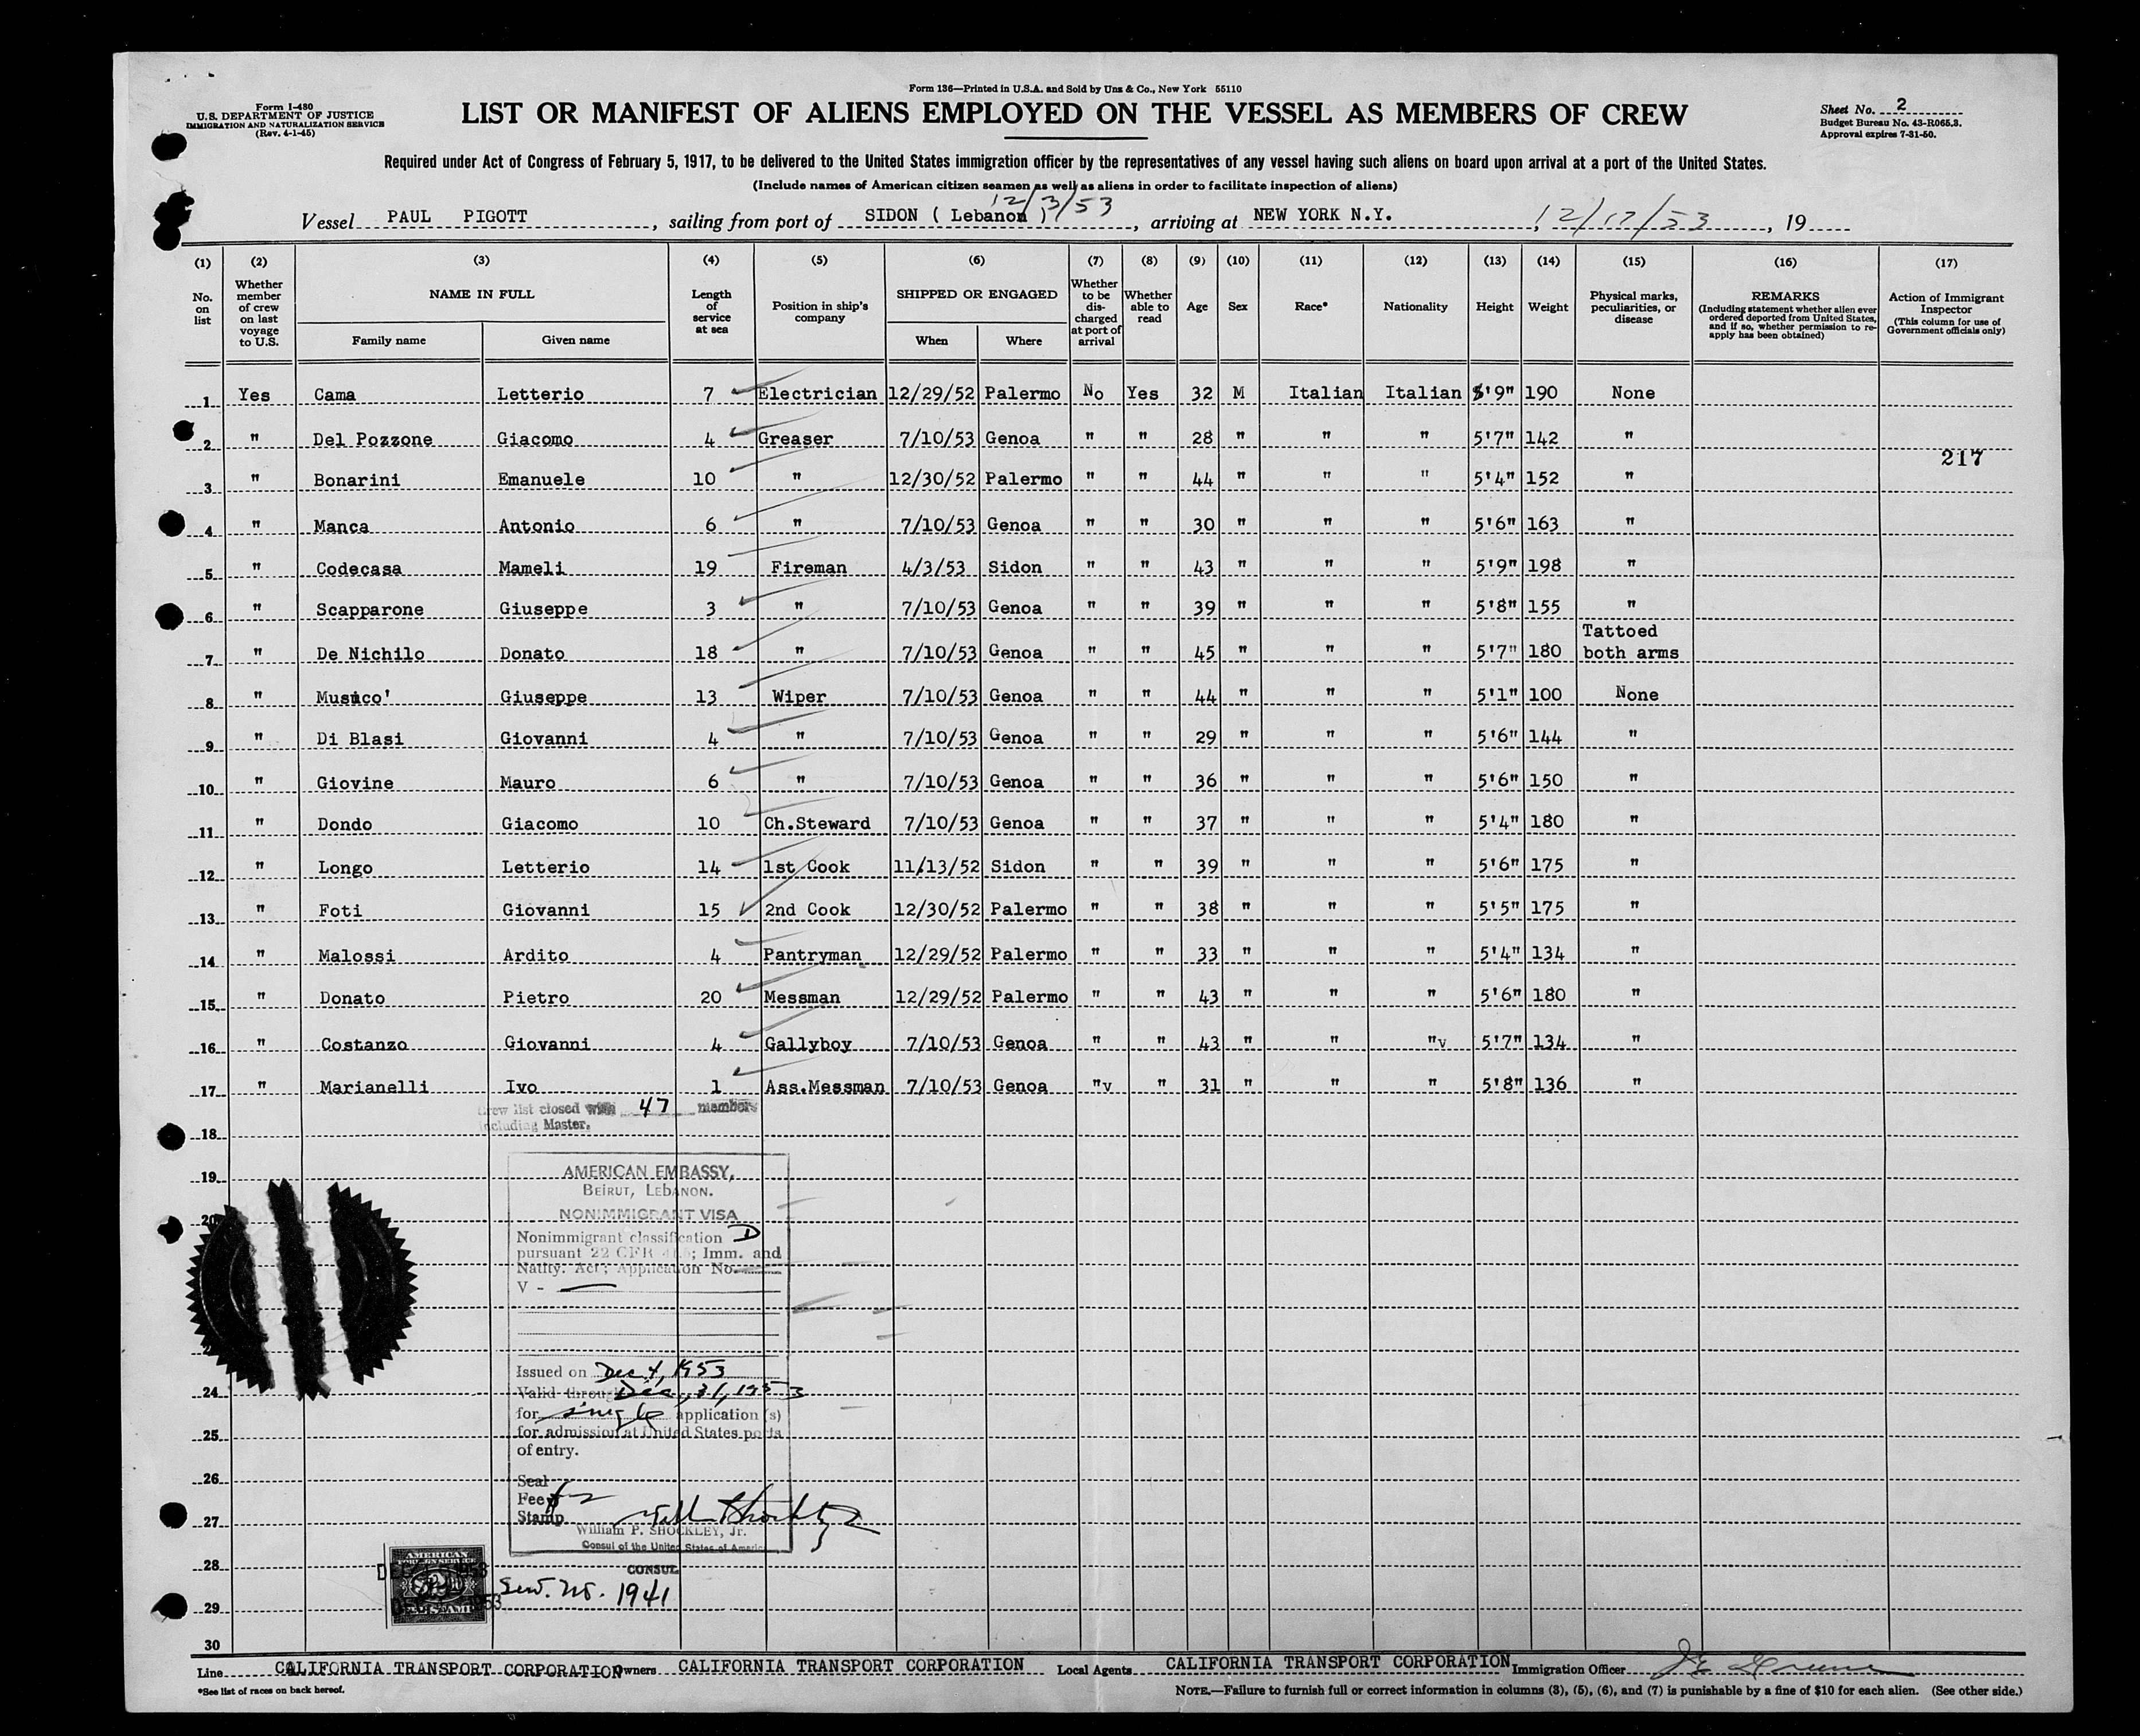 Form 136—Printed in U.S.A. and Sold by Unz & Co., New York 55110
Form I-480
U.S. DEPARTMENT OF JUSTICE
IMMIGRATION AND NATURALIZATION SERVICE
(Rev. 4-1-45)
LIST OR MANIFEST OF ALIENS EMPLOYED ON THE VESSEL AS MEMBERS OF CREW
Sheet No. 2
Budget Bureau No. 43-R065.3.
Approval expires 7-31-50.
Required under Act of Congress of February 5, 1917, to be delivered to the United States immigration officer by the representatives of any vessel having such aliens on board upon arrival at a port of the United States.
(Include names of American citizen seamen as well as aliens in order to facilitate inspection of aliens)
12/3/53
Vessel PAUL PIGOTT, sailing from port of SIDON ( Lebanon ), arriving at NEW YORK N.Y., 12/17/53, 19
(1) (2) (3) (4) (5) (6) (7) (8) (9) (10) (11) (12) (13) (14) (15) (16) (17)
No. on list
Whether member of crew on last voyage to U.S.
NAME IN FULL
Family name Given name
Length of service at sea
Position in ship's company
SHIPPED OR ENGAGED
When Where
Whether to be discharged at port of arrival
Whether able to read
Age
Sex
Race*
Nationality
Height
Weight
Physical marks, peculiarities, or disease
REMARKS
(Including statement whether alien ever ordered deported from United States, and if so, whether permission to reapply has been obtained)
Action of Immigrant Inspector
(This column for use of Government officials only)
1 Yes Cama Letterio 7 Electrician 12/29/52 Palermo No Yes 32 M Italian Italian 5'9" 190 None
2 " Del Pozzone Giacomo 4 Greaser 7/10/53 Genoa " " 28 " " " 5'7" 142 "
217
3 " Bonarini Emanuele 10 " 12/30/52 Palermo " " 44 " " " 5'4" 152 "
4 " Manca Antonio 6 " 7/10/53 Genoa " " 30 " " " 5'6" 163 "
5 " Codecasa Mameli 19 Fireman 4/3/53 Sidon " " 43 " " " 5'9" 198 "
6 " Scapparone Giuseppe 3 " 7/10/53 Genoa " " 39 " " " 5'8" 155 "
7 " De Nichilo Donato 18 " 7/10/53 Genoa " " 45 " " " 5'7" 180 Tattoed both arms
8 " Musico' Giuseppe 13 Wiper 7/10/53 Genoa " " 44 " " " 5'1" 100 None
9 " Di Blasi Giovanni 4 " 7/10/53 Genoa " " 29 " " " 5'6" 144 "
10 " Giovine Mauro 6 " 7/10/53 Genoa " " 36 " " " 5'6" 150 "
11 " Dondo Giacomo 10 Ch.Steward 7/10/53 Genoa " " 37 " " " 5'4" 180 "
12 " Longo Letterio 14 1st Cook 11/13/52 Sidon " " 39 " " " 5'6" 175 "
13 " Foti Giovanni 15 2nd Cook 12/30/52 Palermo " " 38 " " " 5'5" 175 "
14 " Malossi Ardito 4 Pantryman 12/29/52 Palermo " " 33 " " " 5'4" 134 "
15 " Donato Pietro 20 Messman 12/29/52 Palermo " " 43 " " " 5'6" 180 "
16 " Costanzo Giovanni 4 Gallyboy 7/10/53 Genoa " " 43 " " "v 5'7" 134 "
17 " Marianelli Ivo 1 Ass.Messman 7/10/53 Genoa "v " 31 " " " 5'8" 136 "
Crew list closed with 47 members
including Master.
18
19
AMERICAN EMBASSY,
BEIRUT, LEBANON.
NONIMMIGRANT VISA
20
Nonimmigrant classification D
pursuant 22 CFR ; Imm. and
Natity. Act; Application No.
V -
Issued on Dec 4, 1953
Valid through Dec., 31, 1953
24
for single application (s)
for admission at United States ports
25
of entry.
26
Seal
Fee
Stamp
27
William P. SHOCKLEY, Jr.
Consul of the United States of America
28
CONSUL
AMERICAN
FOREIGN SERVICE
FEE STAMP
Serv. No. 1941
29
30
Line CALIFORNIA TRANSPORT CORPORATION Owners CALIFORNIA TRANSPORT CORPORATION Local Agents CALIFORNIA TRANSPORT CORPORATION Immigration Officer
*See list of races on back hereof.
NOTE.—Failure to furnish full or correct information in columns (3), (5), (6), and (7) is punishable by a fine of $10 for each alien. (See other side.)